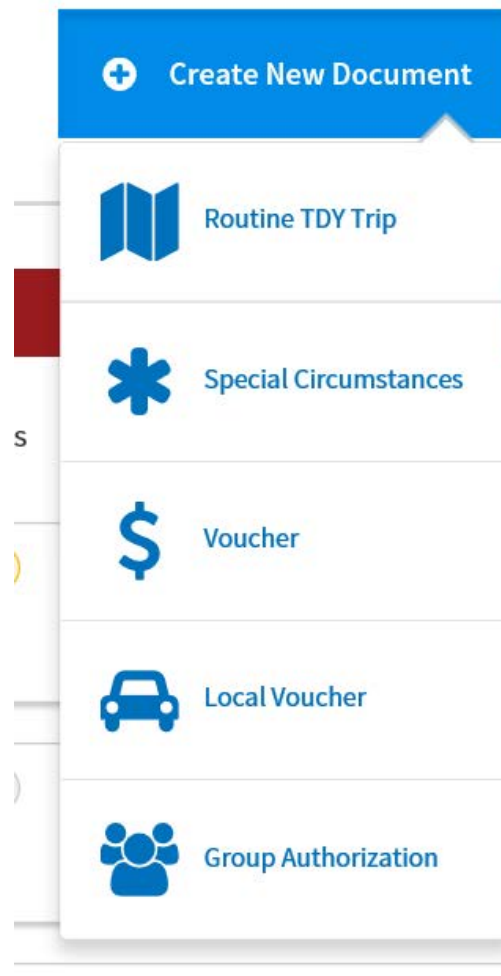 Create New Document
Routine TDY Trip
Special Circumstances
s
Voucher
Local Voucher
Group Authorization